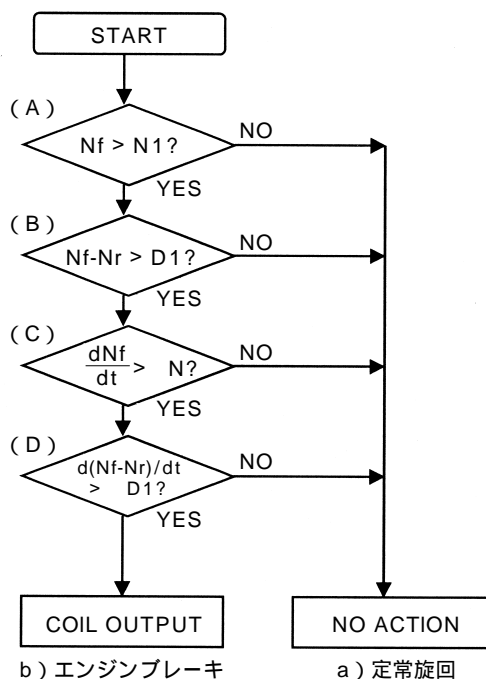 START
(A)
Nf > N1?
NO
YES
(B)
Nf-Nr > D1?
NO
YES
(C)
dNf
dt > N?
NO
YES
(D)
d(Nf-Nr)/dt
> D1?
NO
YES
COIL OUTPUT
NO ACTION
b)エンジンブレーキ
a)定常旋回